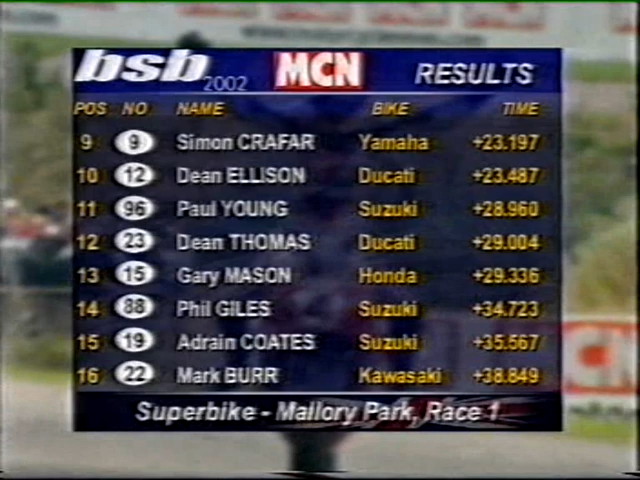 bsb 2002 MCN RESULTS
POS NO NAME BIKE TIME
9 9 Simon CRAFAR Yamaha +23.197
10 12 Dean ELLISON Ducati +23.487
11 96 Paul YOUNG Suzuki +28.960
12 23 Dean THOMAS Ducati +29.004
13 15 Gary MASON Honda +29.336
14 88 Phil GILES Suzuki +34.723
15 19 Adrain COATES Suzuki +35.567
16 22 Mark BURR Kawasaki +38.849
Superbike - Mallory Park, Race 1
MCN